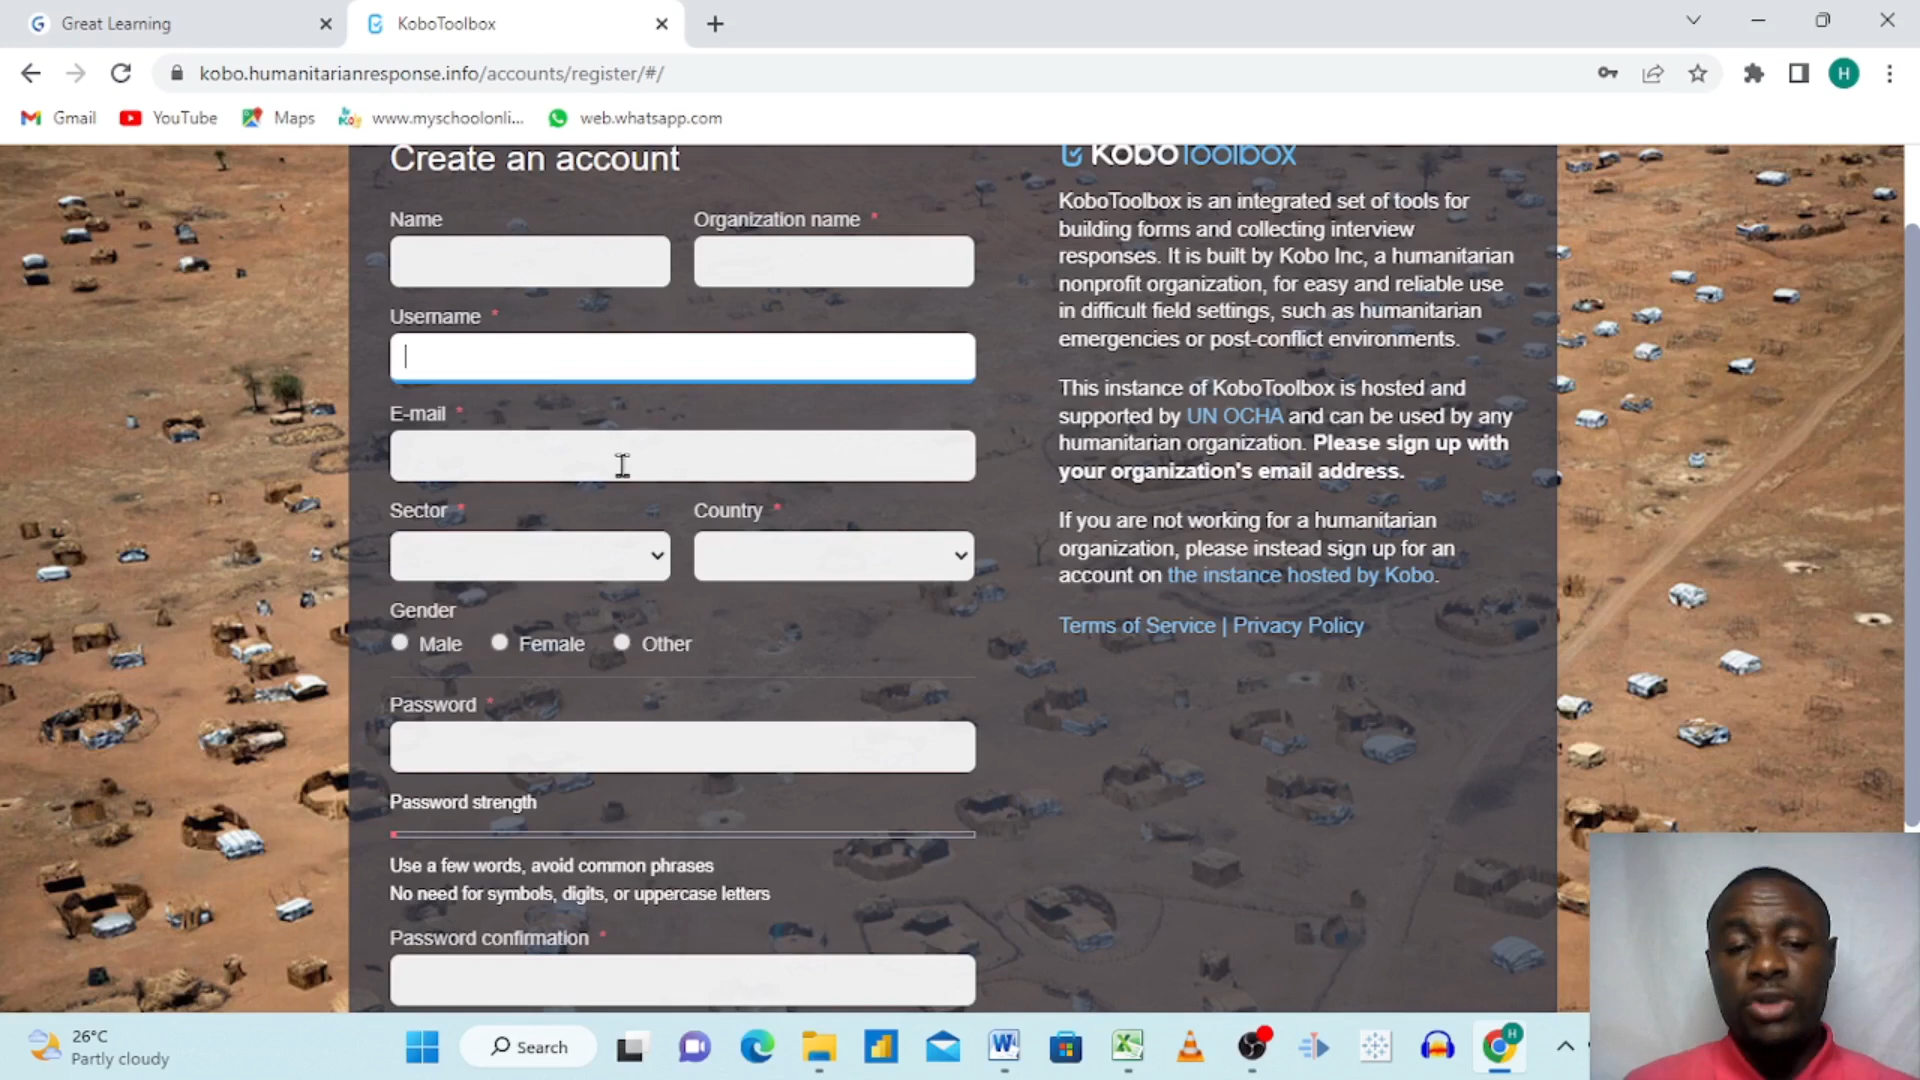 Great Learning
KoboToolbox
kobo.humanitarianresponse.info/accounts/register/#/
H
Gmail
YouTube
Maps
www.myschoolonli...
web.whatsapp.com
Create an account
Name
Organization name *
Username *
E-mail *
Sector *
Country *
Gender
Male
Female
Other
Password *
Password strength
Use a few words, avoid common phrases
No need for symbols, digits, or uppercase letters
Password confirmation *
KoboToolbox
KoboToolbox is an integrated set of tools for
building forms and collecting interview
responses. It is built by Kobo Inc, a humanitarian
nonprofit organization, for easy and reliable use
in difficult field settings, such as humanitarian
emergencies or post-conflict environments.
This instance of KoboToolbox is hosted and
supported by UN OCHA and can be used by any
humanitarian organization. Please sign up with
your organization's email address.
If you are not working for a humanitarian
organization, please instead sign up for an
account on the instance hosted by Kobo.
Terms of Service | Privacy Policy
26°C
Partly cloudy
Search